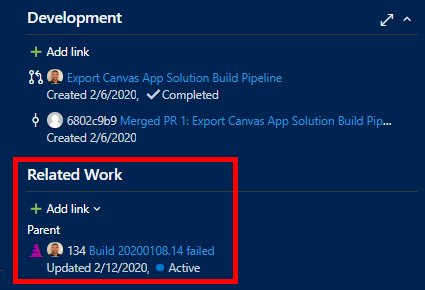 Development
Add link
Export Canvas App Solution Build Pipeline
Created 2/6/2020, Completed
6802c9b9 Merged PR 1: Export Canvas App Solution Build Pip...
Created 2/6/2020
Related Work
Add link
Parent
134 Build 20200108.14 failed
Updated 2/12/2020, Active